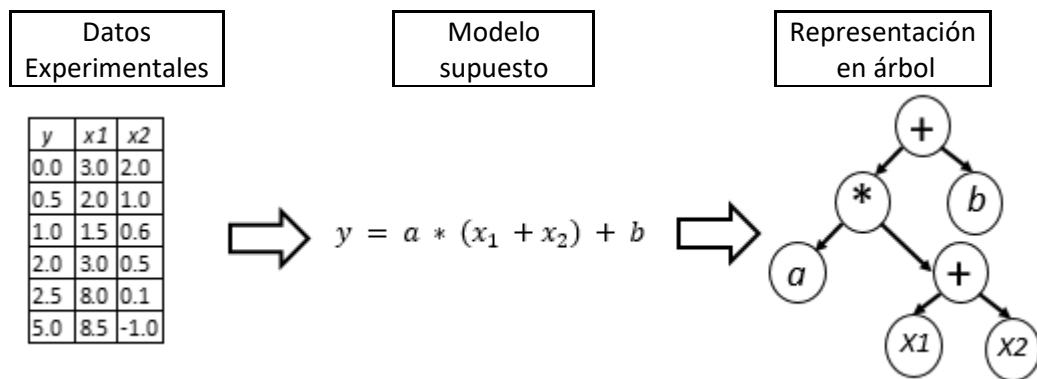 Datos
Experimentales
Modelo
supuesto
Representación
en árbol
y x1 x2
0.0 3.0 2.0
0.5 2.0 1.0
1.0 1.5 0.6
2.0 3.0 0.5
2.5 8.0 0.1
5.0 8.5 -1.0
y = a * (x₁ + x₂) + b
+
* b
a +
X1 X2